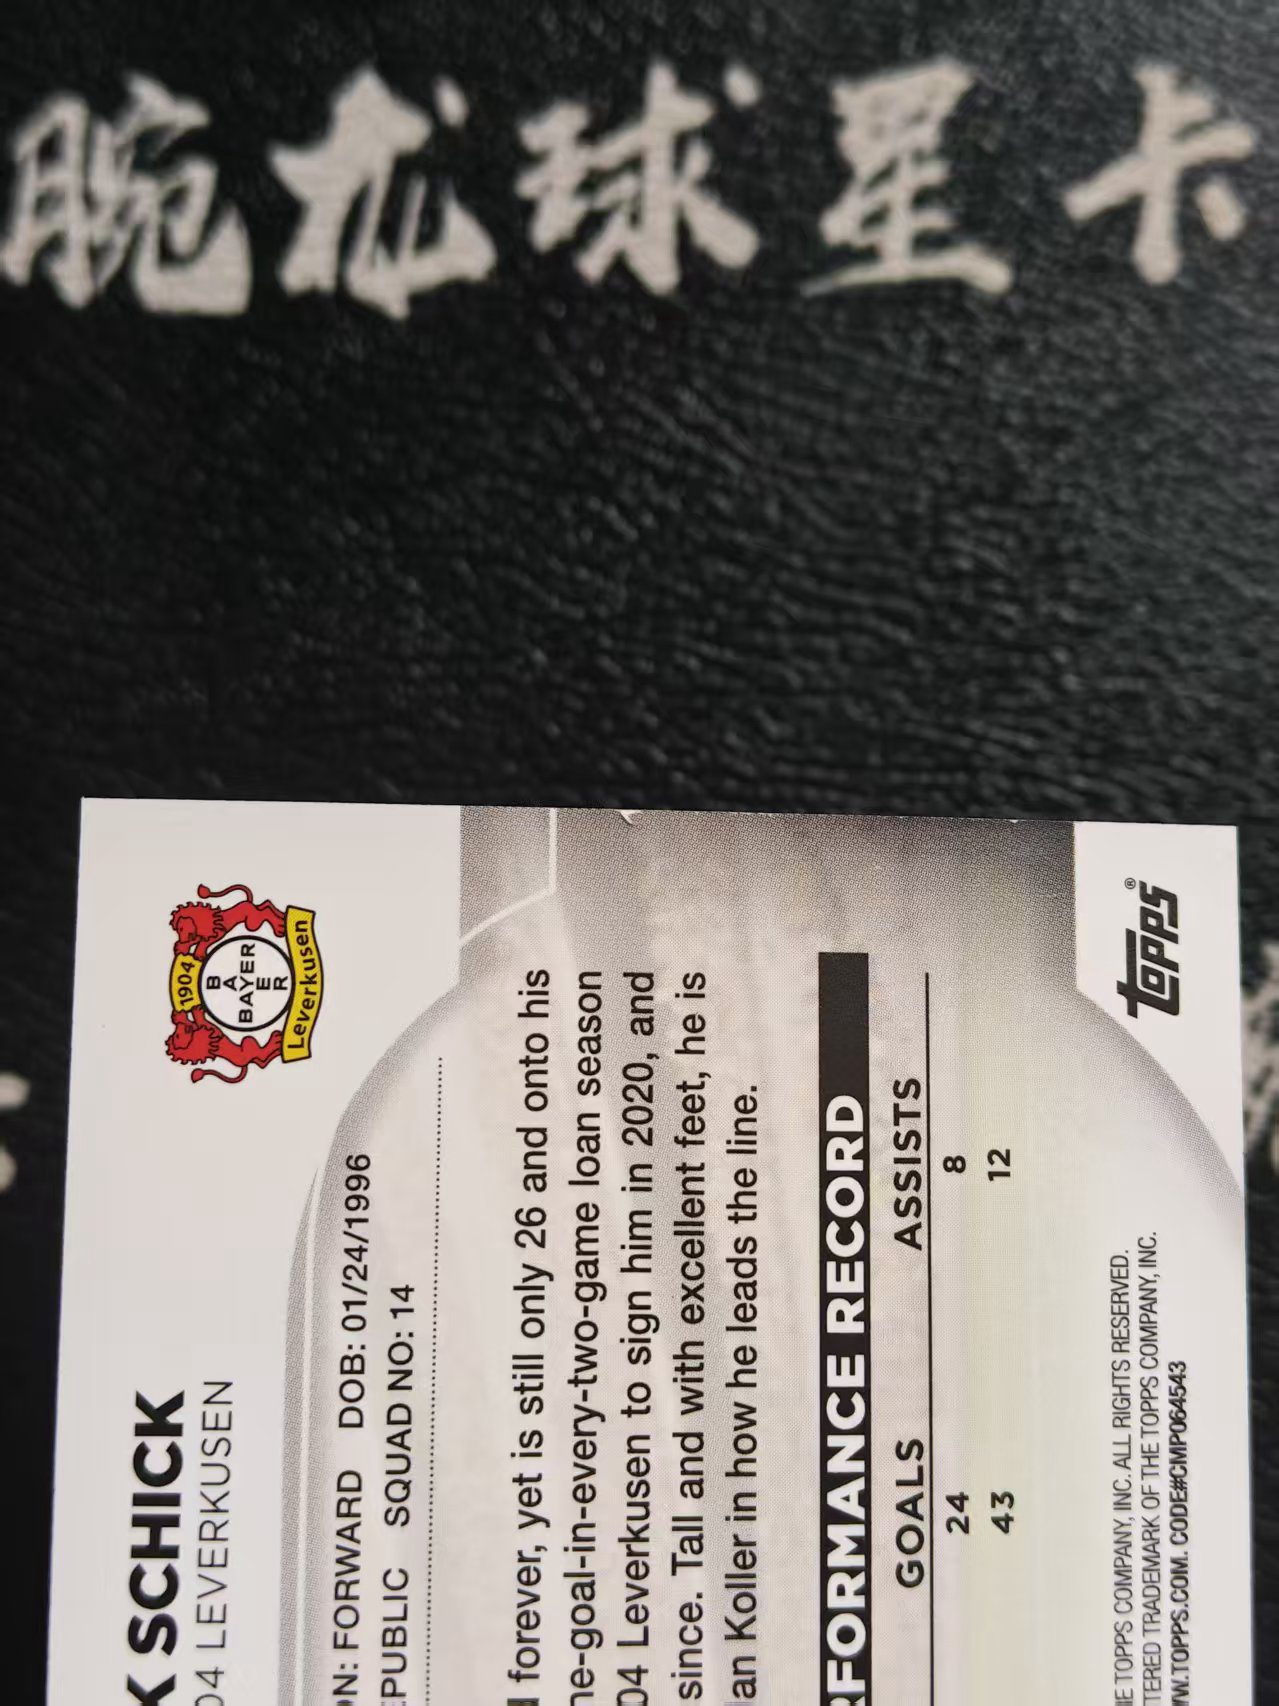 腕龙球星卡
K SCHICK
04 LEVERKUSEN
1904
BAYER
BAYER
Leverkusen
ON: FORWARD DOB: 01/24/1996
EPUBLIC SQUAD NO: 14
forever, yet is still only 26 and onto his
ne-goal-in-every-two-game loan season
04 Leverkusen to sign him in 2020, and
since. Tall and with excellent feet, he is
an Koller in how he leads the line.
RFORMANCE RECORD
GOALS ASSISTS
24 8
43 12
HE TOPPS COMPANY, INC. ALL RIGHTS RESERVED.
TERED TRADEMARK OF THE TOPPS COMPANY, INC.
WW.TOPPS.COM. CODE#CMP064543
topps®